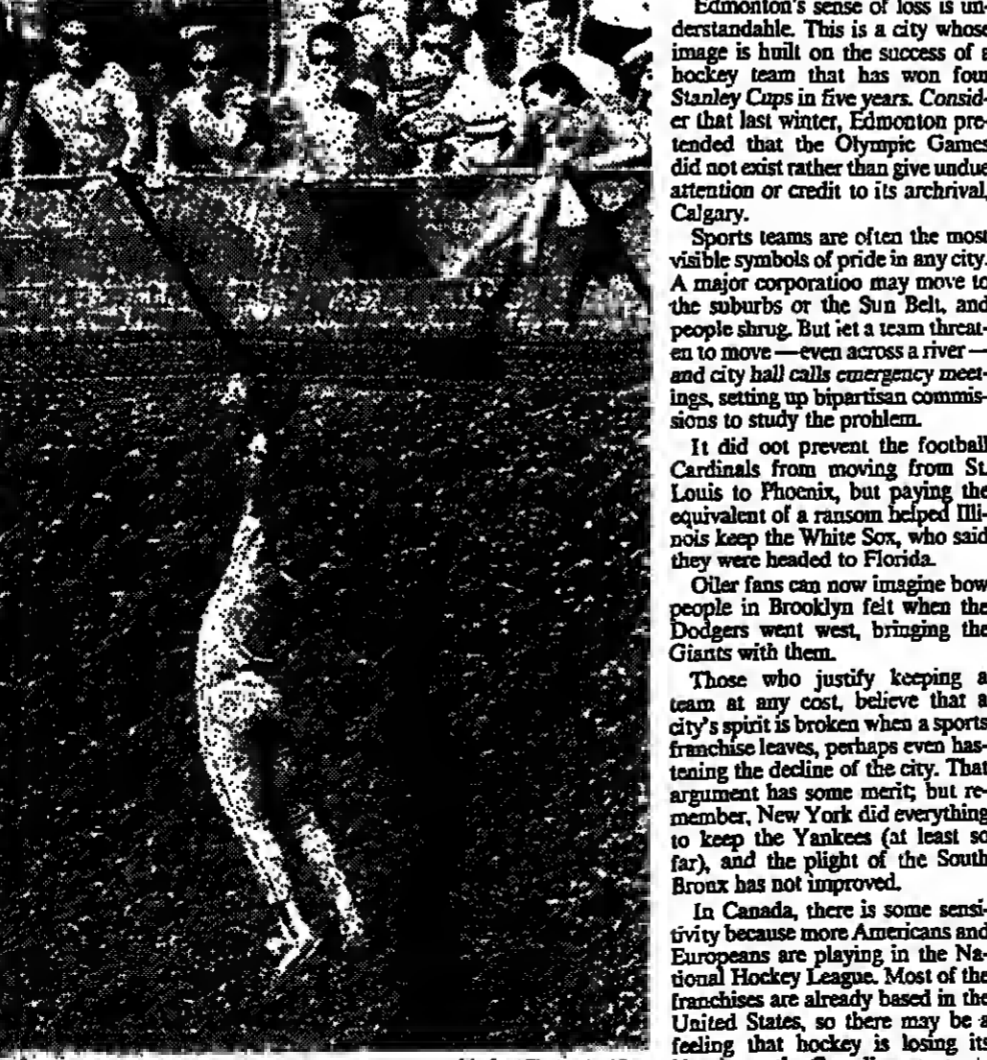 Edmonton's sense of loss is un-
derstandable. This is a city whose
image is built on the success of a
hockey team that has won four
Stanley Cups in five years. Consid-
er that last winter, Edmonton pre-
tended that the Olympic Games
did not exist rather than give undue
attention or credit to its archrival,
Calgary.
Sports teams are often the most
visible symbols of pride in any city.
A major corporatioo may move to
the suburbs or the Sun Belt, and
people shrug. But let a team threat-
en to move —even across a river —
and city hall calls emergency meet-
ings, setting up bipartisan commis-
sions to study the problem.
It did oot prevent the football
Cardinals from moving from St.
Louis to Phoenix, but paying the
equivalent of a ransom helped Illi-
nois keep the White Sox, who said
they were headed to Florida.
Oiler fans can now imagine bow
people in Brooklyn felt when the
Dodgers went west, bringing the
Giants with them.
Those who justify keeping a
team at any cost, believe that a
city's spirit is broken when a sports
franchise leaves, perhaps even has-
tening the decline of the city. That
argument has some merit; but re-
member, New York did everything
to keep the Yankees (at least so
far), and the plight of the South
Bronx has not improved.
In Canada, there is some sensi-
tivity because more Americans and
Europeans are playing in the Na-
tional Hockey League. Most of the
franchises are already based in the
United States, so there may be a
feeling that hockey is losing its